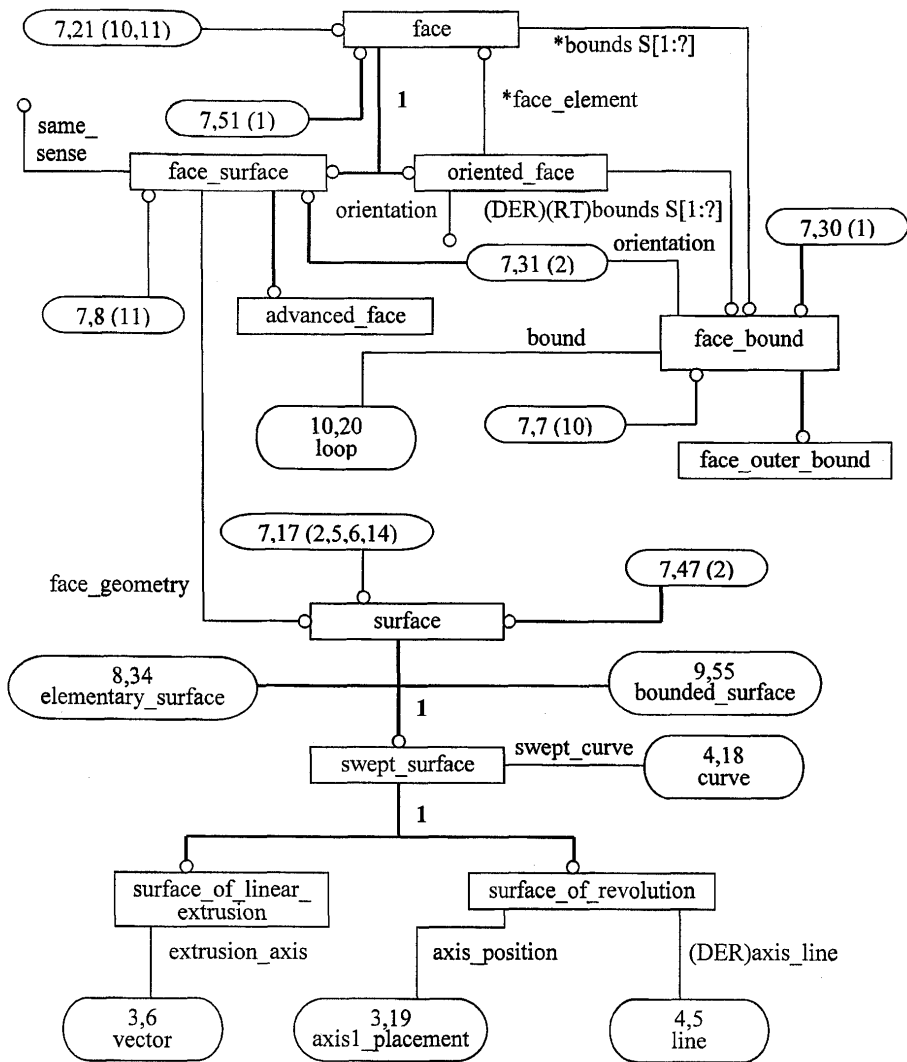 7,21 (10,11)
face
*bounds S[1:?]
1
*face_element
7,51 (1)
same_
sense
face_surface
oriented_face
orientation
(DER)(RT)bounds S[1:?]
7,30 (1)
orientation
7,31 (2)
7,8 (11)
advanced_face
face_bound
bound
10,20
loop
7,7 (10)
face_outer_bound
7,17 (2,5,6,14)
7,47 (2)
face_geometry
surface
8,34
elementary_surface
9,55
bounded_surface
1
swept_surface
swept_curve
4,18
curve
1
surface_of_linear_
extrusion
surface_of_revolution
extrusion_axis
axis_position
(DER)axis_line
3,6
vector
3,19
axis1_placement
4,5
line